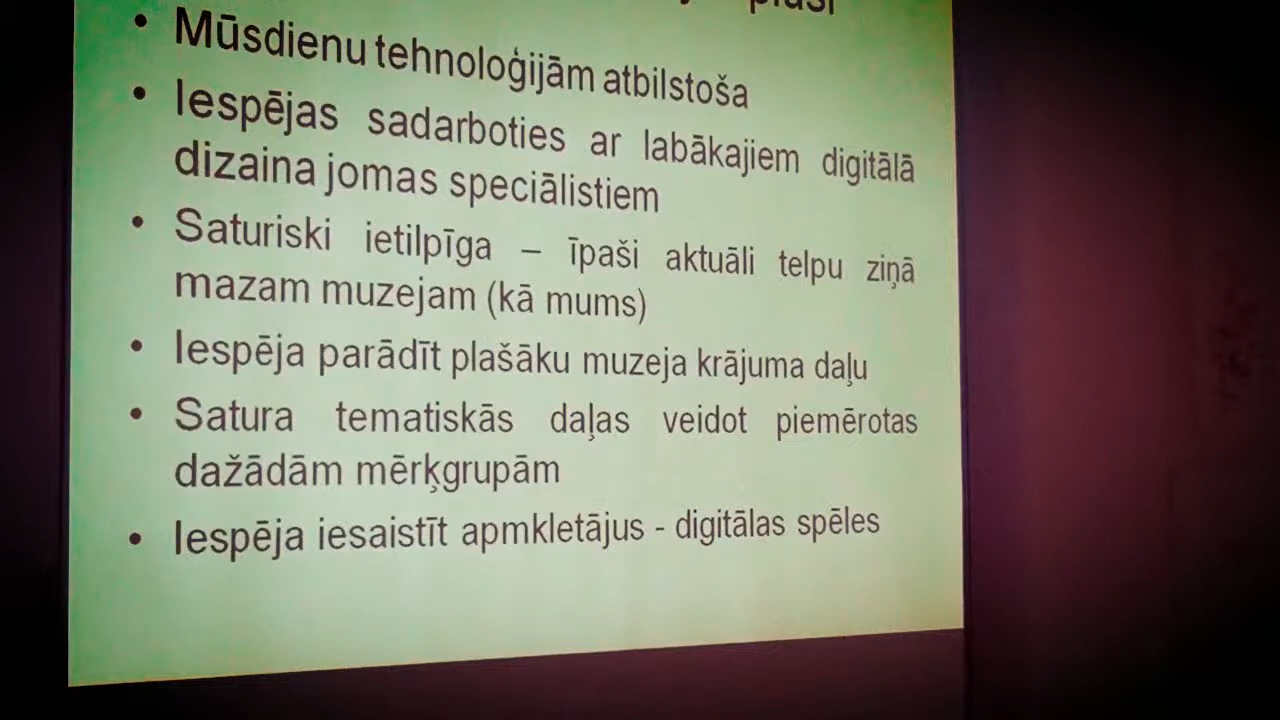 plusi
• Mūsdienu tehnoloģijām atbilstoša
• Iespējas sadarboties ar labākajiem digitālā
dizaina jomas speciālistiem
• Saturiski ietilpīga – īpaši aktuāli telpu ziņā
mazam muzejam (kā mums)
• Iespēja parādīt plašāku muzeja krājuma daļu
• Satura tematiskās daļas veidot piemērotas
dažādām mērķgrupām
• Iespēja iesaistīt apmkletājus - digitālas spēles